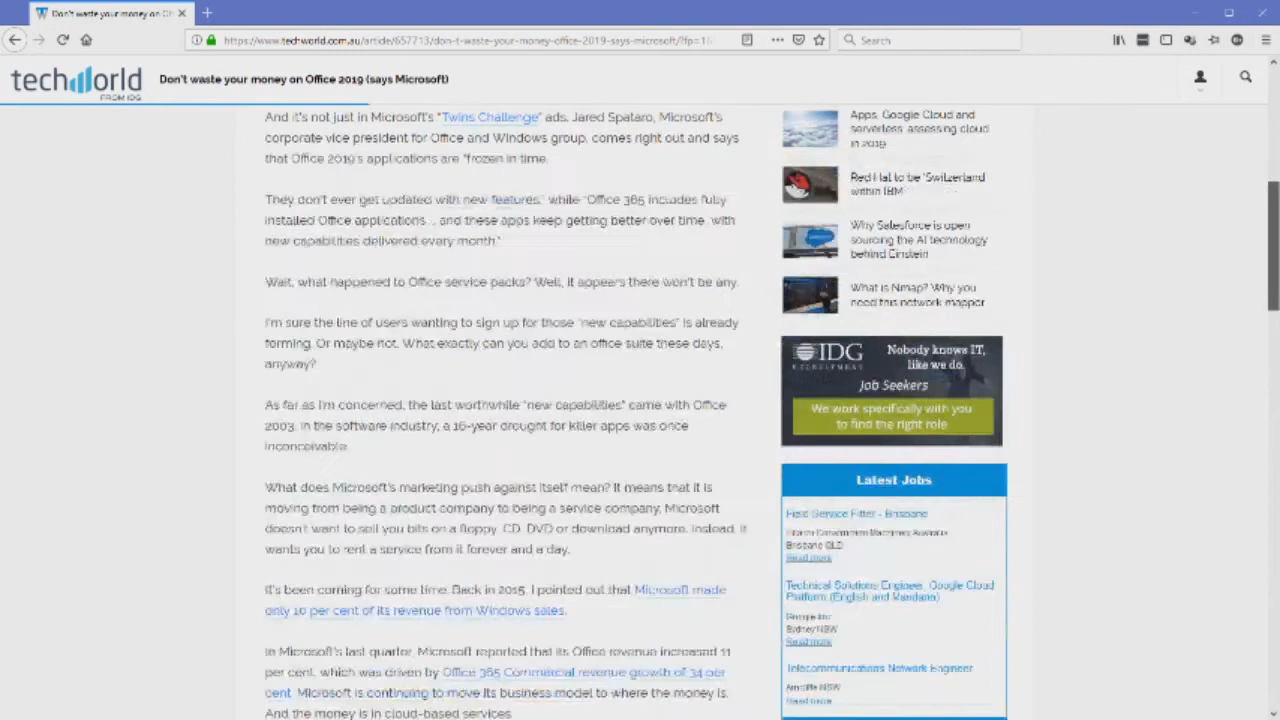 Don't waste your money on O
https://www.techworld.com.au/article/657713/don-t-waste-your-money-office-2019-says-microsoft/?fp=1
Search
techworld
FROM IDG
Don't waste your money on Office 2019 (says Microsoft)
And it's not just in Microsoft's "Twins Challenge" ads. Jared Spataro, Microsoft's
corporate vice president for Office and Windows group, comes right out and says
that Office 2019's applications are "frozen in time.
They don't ever get updated with new features," while "Office 365 includes fully
installed Office applications ... and these apps keep getting better over time, with
new capabilities delivered every month."
Wait, what happened to Office service packs? Well, it appears there won't be any.
I'm sure the line of users wanting to sign up for those "new capabilities" is already
forming. Or maybe not. What exactly can you add to an office suite these days,
anyway?
As far as I'm concerned, the last worthwhile "new capabilities" came with Office
2003. In the software industry, a 16-year drought for killer apps was once
inconceivable.
What does Microsoft's marketing push against itself mean? It means that it is
moving from being a product company to being a service company. Microsoft
doesn't want to sell you bits on a floppy, CD, DVD or download anymore. Instead, it
wants you to rent a service from it forever and a day.
It's been coming for some time. Back in 2015, I pointed out that Microsoft made
only 10 per cent of its revenue from Windows sales.
In Microsoft's last quarter, Microsoft reported that its Office revenue increased 11
per cent, which was driven by Office 365 Commercial revenue growth of 34 per
cent. Microsoft is continuing to move its business model to where the money is.
And the money is in cloud-based services
Apps, Google Cloud and
serverless: assessing cloud
in 2019
Red Hat to be 'Switzerland'
within IBM
Why Salesforce is open
sourcing the AI technology
behind Einstein
What is Nmap? Why you
need this network mapper
IDG
RECRUITMENT
Nobody knows IT,
like we do.
Job Seekers
We work specifically with you
to find the right role
Latest Jobs
Field Service Fitter - Brisbane
Construction Machinery Australia
Brisbane QLD
Read more
Technical Solutions Engineer, Google Cloud
Platform (English and Mandarin)
Google Inc
Sydney NSW
Read more
Telecommunications Network Engineer
Arncliffe NSW
Read more